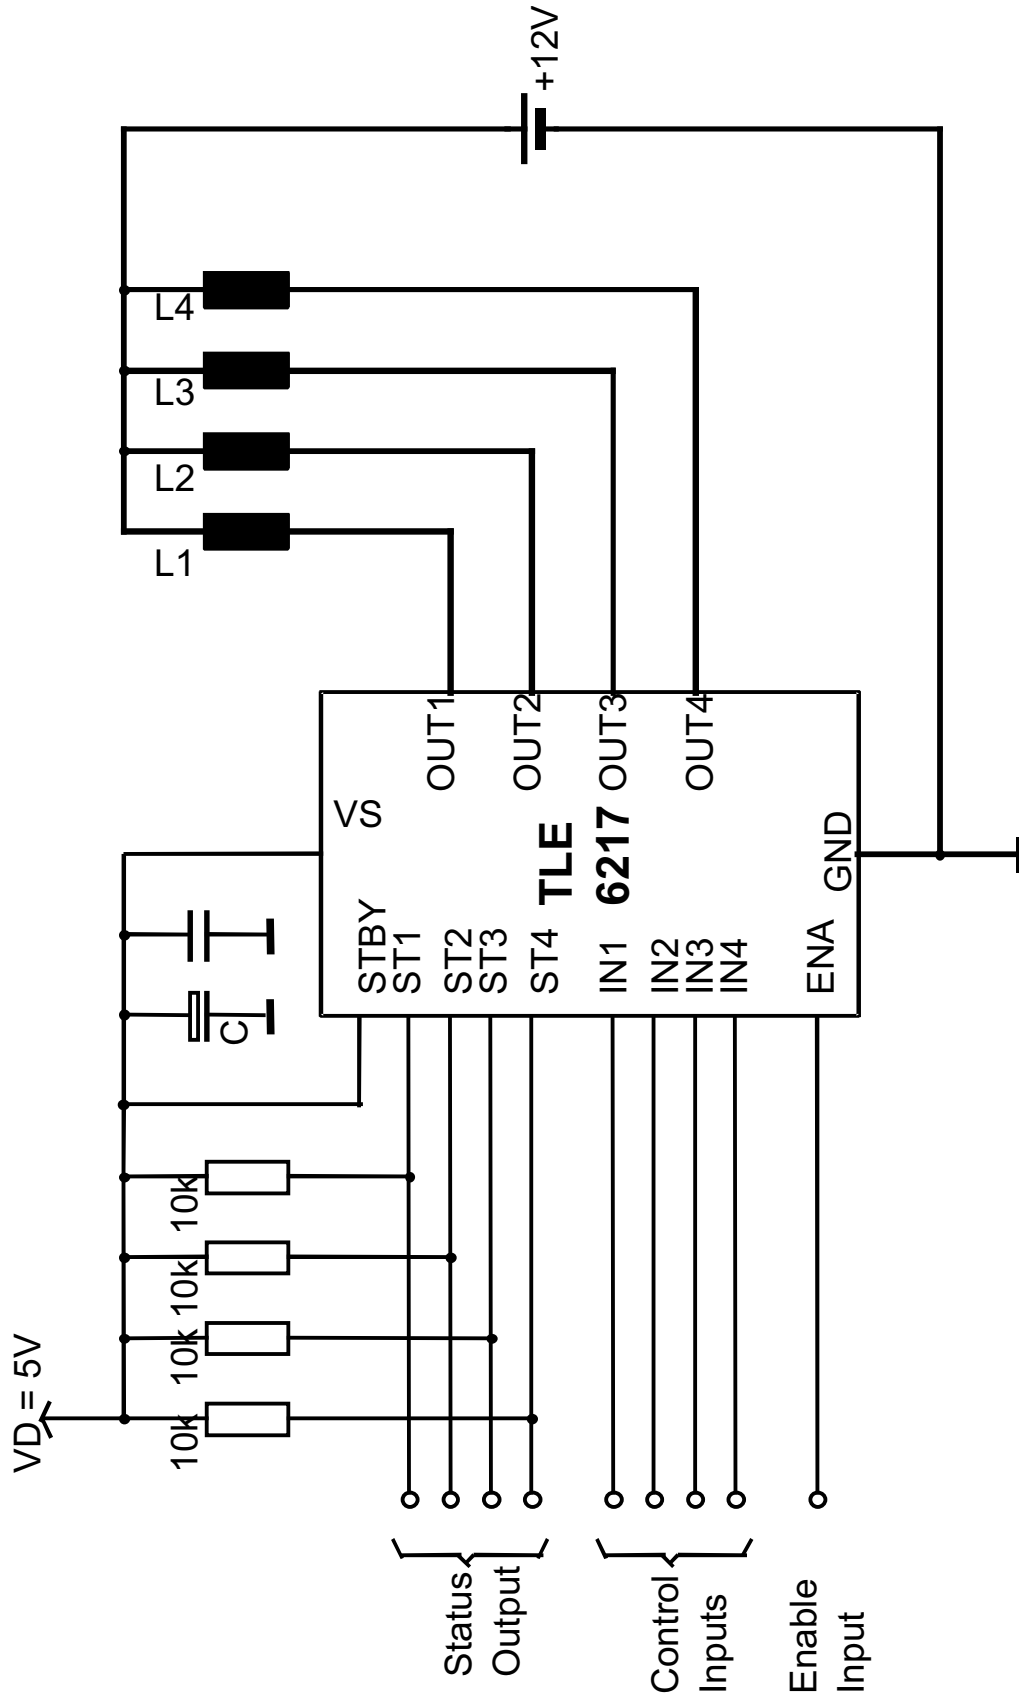 VD = 5V
10k
10k
10k
10k
C
L1
L2
L3
L4
+12V
VS
STBY
ST1
ST2
ST3
ST4
IN1
IN2
IN3
IN4
ENA
TLE
6217
GND
OUT1
OUT2
OUT3
OUT4
Status
Output
Control
Inputs
Enable
Input